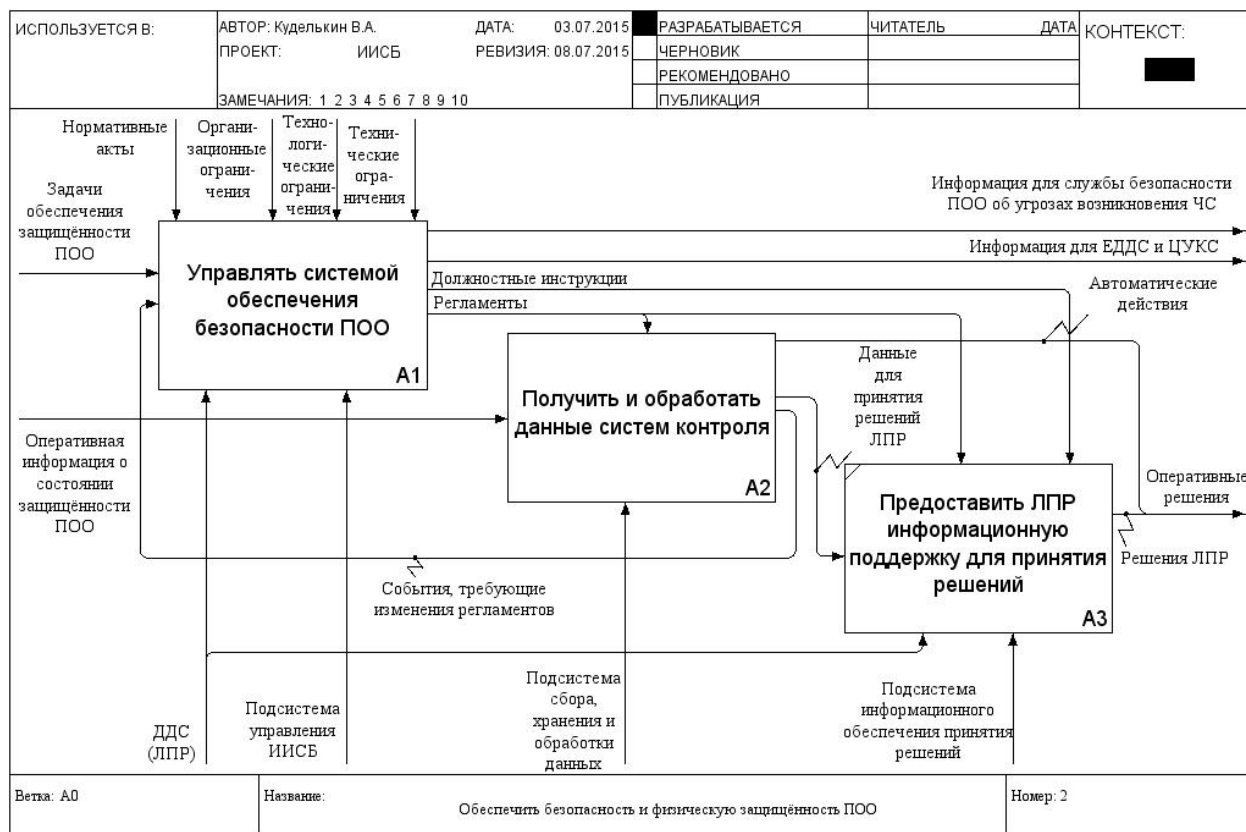 ИСПОЛЬЗУЕТСЯ В:
АВТОР: Куделькин В.А.
ДАТА: 03.07.2015
ПРОЕКТ: ИИСБ
РЕВИЗИЯ: 08.07.2015
ЗАМЕЧАНИЯ: 1 2 3 4 5 6 7 8 9 10
РАЗРАБАТЫВАЕТСЯ
ЧЕРНОВИК
РЕКОМЕНДОВАНО
ПУБЛИКАЦИЯ
ЧИТАТЕЛЬ
ДАТА
КОНТЕКСТ:
Нормативные
акты
Органи-
зационные
ограни-
чения
Техно-
логи-
ческие
ограни-
чения
Техни-
ческие
огра-
ничения
Задачи
обеспечения
защищённости
ПОО
Информация для службы безопасности
ПОО об угрозах возникновения ЧС
Информация для ЕДДС и ЦУКС
Управлять системой
обеспечения
безопасности ПОО
А1
Должностные инструкции
Регламенты
Автоматические
действия
Получить и обработать
данные систем контроля
А2
Данные
для
принятия
решений
ЛПР
Оперативная
информация о
состоянии
защищённости
ПОО
Предоставить ЛПР
информационную
поддержку для принятия
решений
А3
Оперативные
решения
Решения ЛПР
События, требующие
изменения регламентов
ДДС
(ЛПР)
Подсистема
управления
ИИСБ
Подсистема
сбора,
хранения и
обработки
данных
Подсистема
информационного
обеспечения принятия
решений
Ветка: А0
Название:
Обеспечить безопасность и физическую защищённость ПОО
Номер: 2